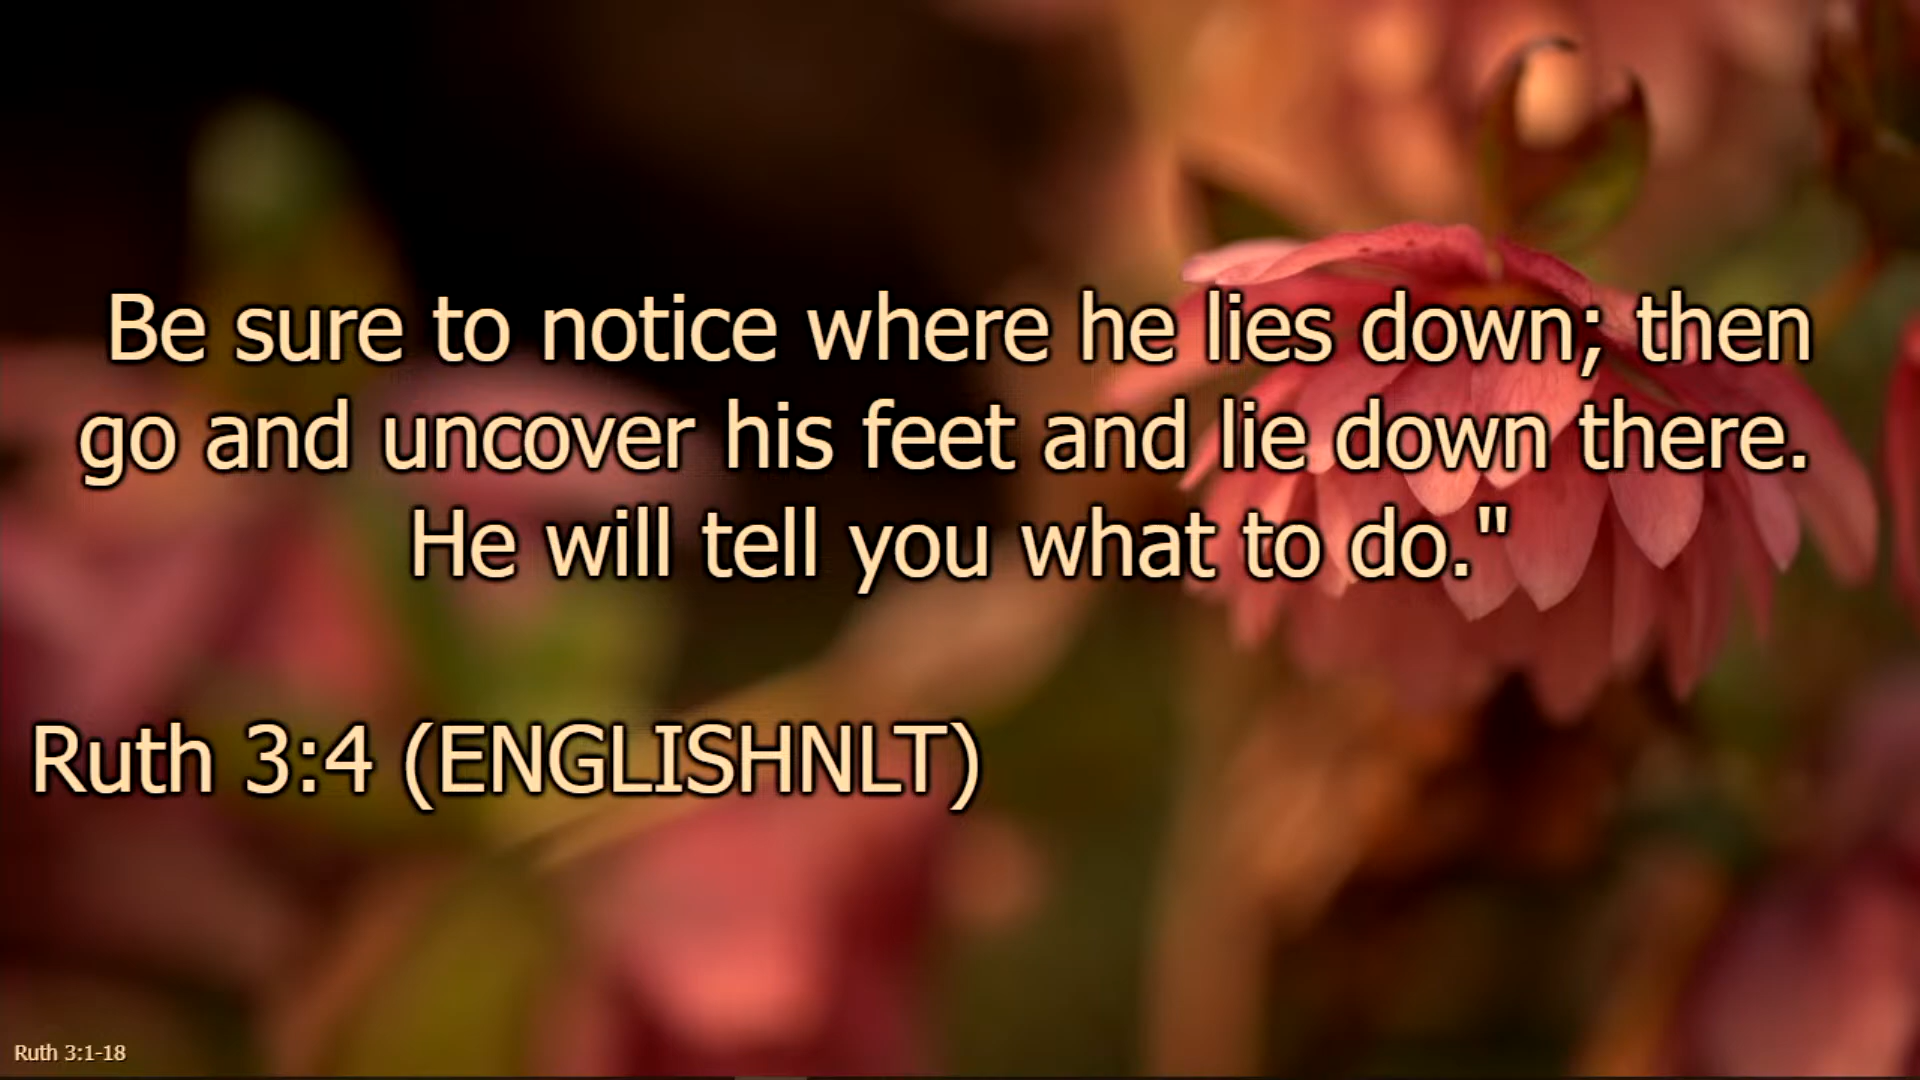 Be sure to notice where he lies down; then
go and uncover his feet and lie down there.
He will tell you what to do."
Ruth 3:4 (ENGLISHNLT)
Ruth 3:1-18